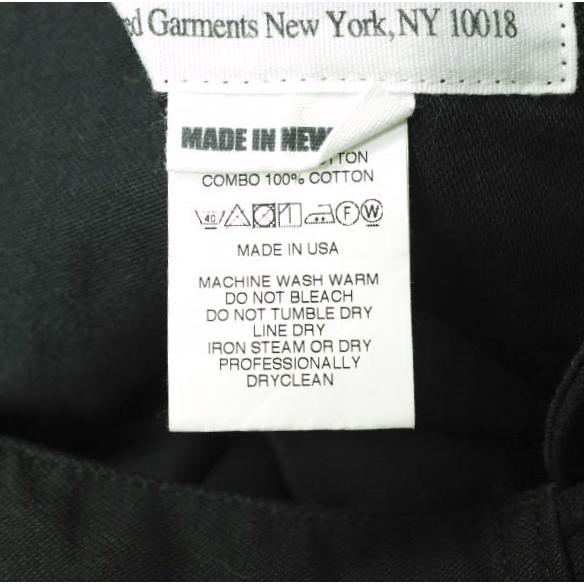 Garments New York, NY 10018
MADE IN NEW
COMBO 100% COTTON
40 F W
MADE IN USA
MACHINE WASH WARM
DO NOT BLEACH
DO NOT TUMBLE DRY
LINE DRY
IRON STEAM OR DRY
PROFESSIONALLY
DRYCLEAN